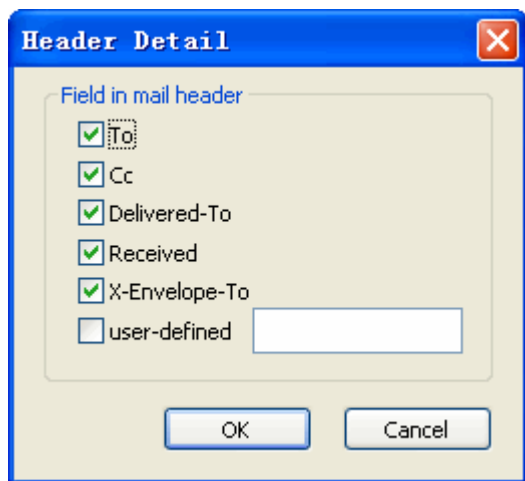 Header Detail
Field in mail header
To
Cc
Delivered-To
Received
X-Envelope-To
user-defined
OK Cancel